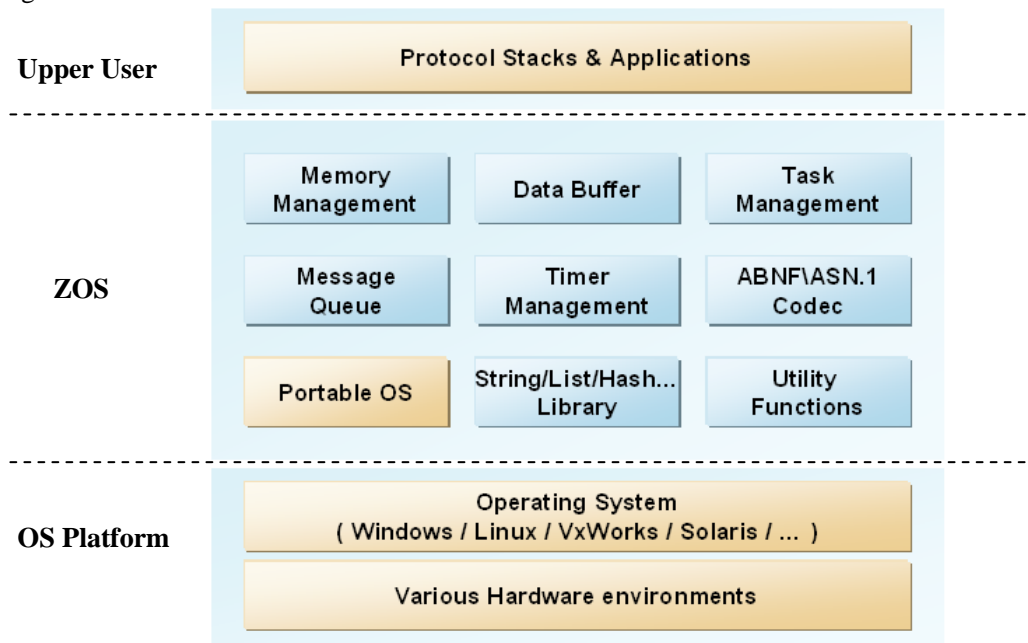 Upper User
Protocol Stacks & Applications
Memory
Management
Data Buffer
Task
Management
ZOS
Message
Queue
Timer
Management
ABNF\ASN.1
Codec
Portable OS
String/List/Hash...
Library
Utility
Functions
OS Platform
Operating System
( Windows / Linux / VxWorks / Solaris / ... )
Various Hardware environments